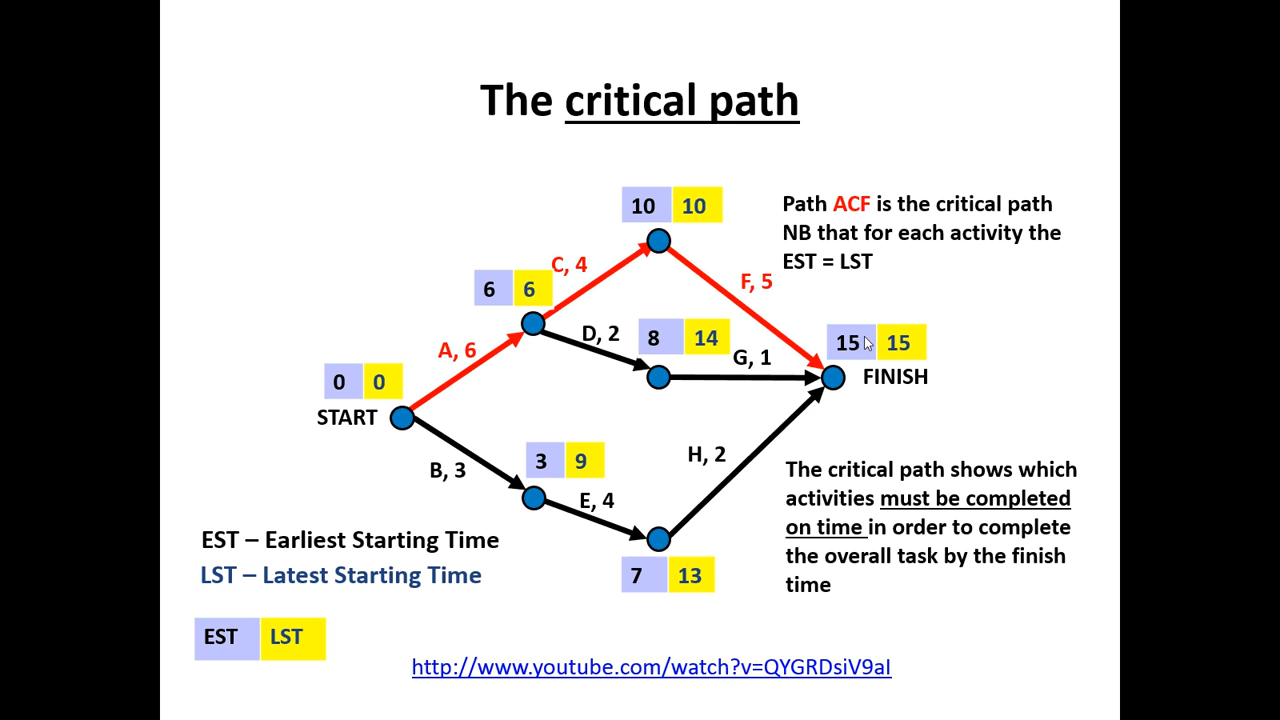 The critical path
10 10
Path ACF is the critical path
NB that for each activity the
EST = LST
C, 4
F, 5
6 6
D, 2
8 14
G, 1
15 15
FINISH
A, 6
0 0
START
B, 3
3 9
E, 4
H, 2
The critical path shows which
activities must be completed
on time in order to complete
the overall task by the finish
time
EST – Earliest Starting Time
LST – Latest Starting Time
7 13
EST LST
http://www.youtube.com/watch?v=QYGRDsiV9aI